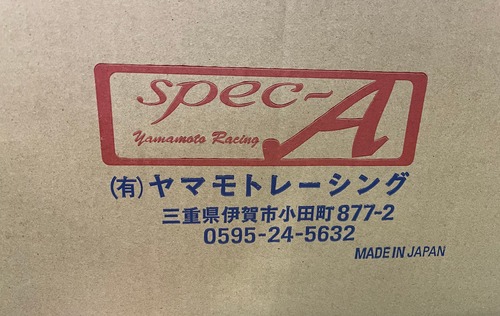 spec-A
Yamamoto Racing
(有)ヤマモトレーシング
三重県伊賀市小田町877-2
0595-24-5632
MADE IN JAPAN